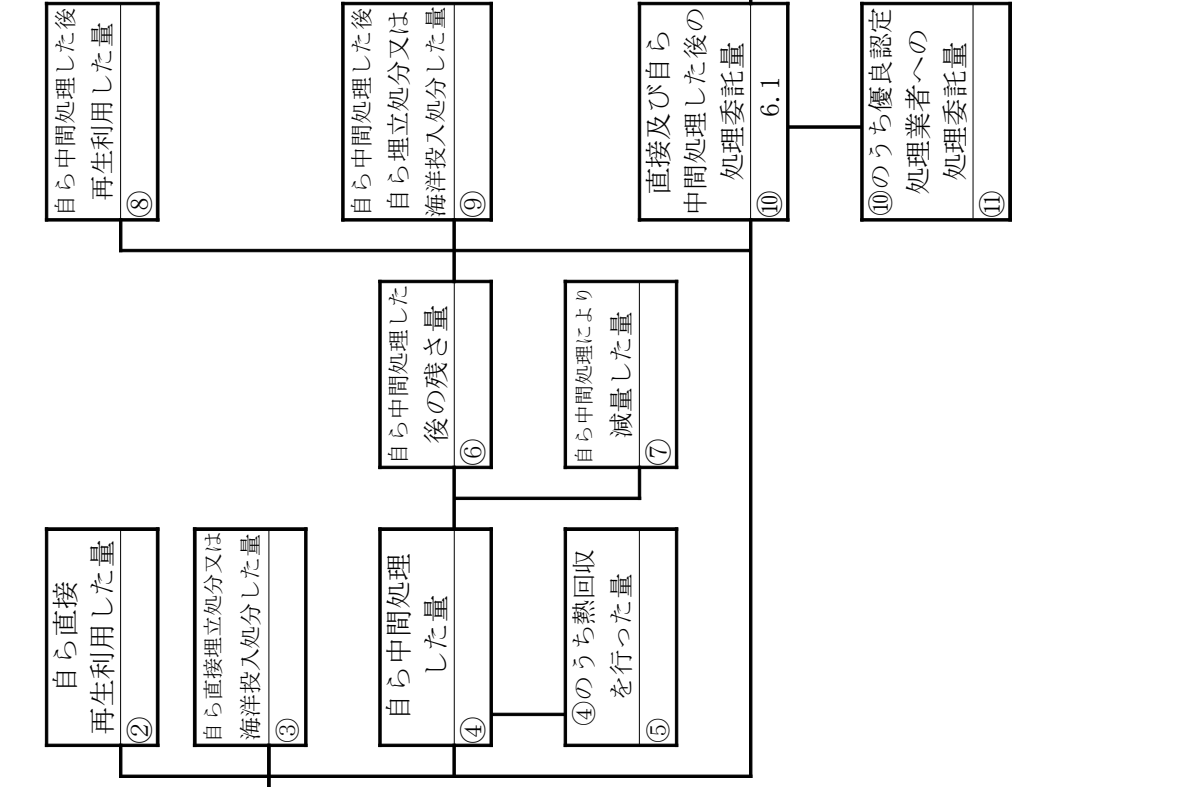 自ら直接
再生利用した量
②
自ら直接埋立処分又は
海洋投入処分した量
③
自ら中間処理
した量
④
④のうち熱回収
を行った量
⑤
自ら中間処理した
後の残さ量
⑥
自ら中間処理により
減量した量
⑦
自ら中間処理した後
再生利用した量
⑧
自ら中間処理した後
自ら埋立処分又は
海洋投入処分した量
⑨
直接及び自ら
中間処理した後の
処理委託量
⑩ 6.1
⑩のうち優良認定
処理業者への
処理委託量
⑪